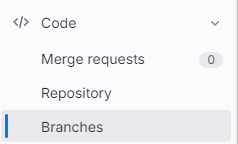 Code
Merge requests 0
Repository
Branches